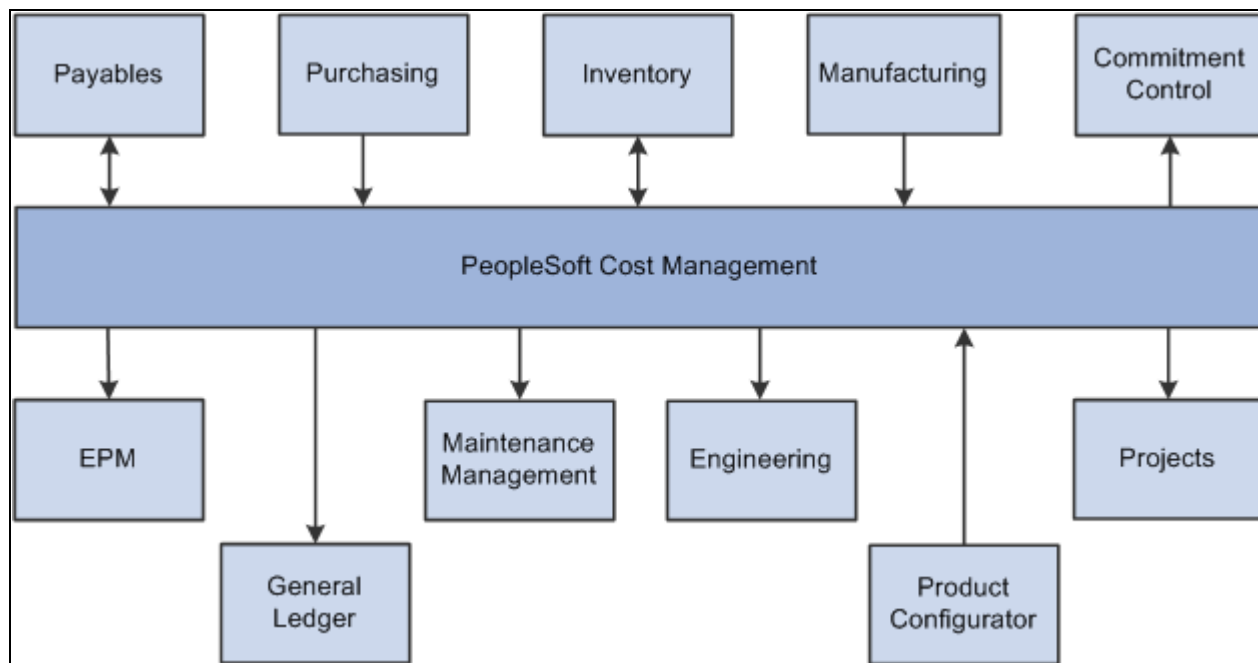 Payables
Purchasing
Inventory
Manufacturing
Commitment
Control
PeopleSoft Cost Management
EPM
Maintenance
Management
Engineering
Projects
General
Ledger
Product
Configurator